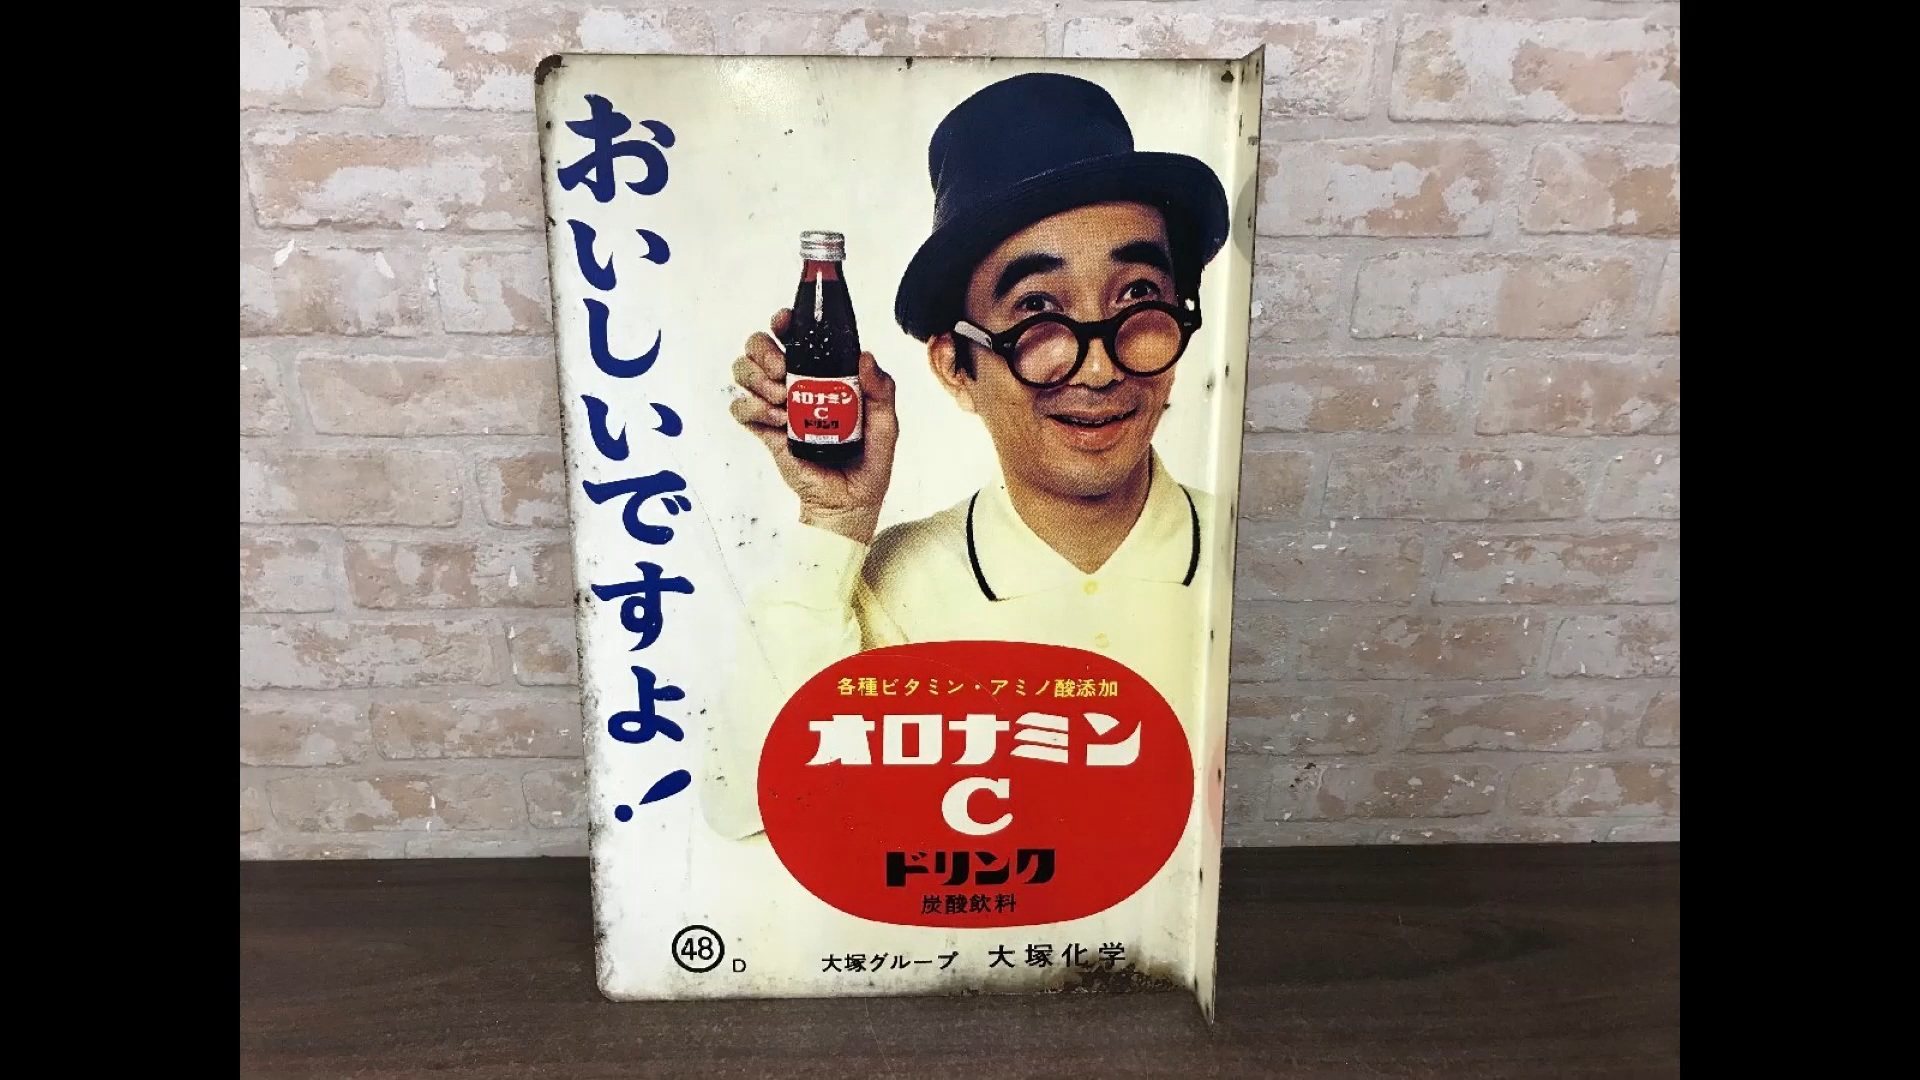 おいしいですよ！
オロナミン
C
ドリンク
各種ビタミン・アミノ酸添加
オロナミン
C
ドリンク
炭酸飲料
48 D
大塚グループ 大塚化学